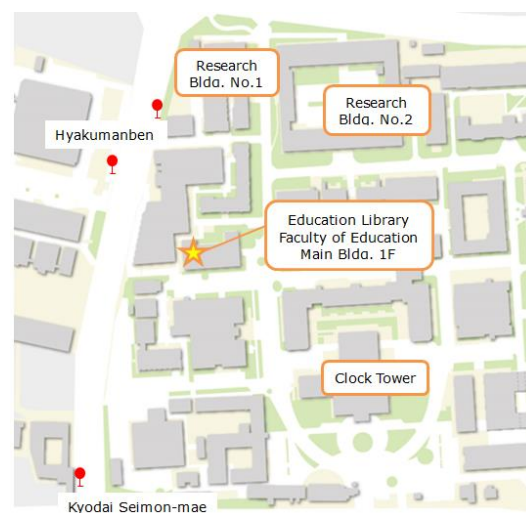 Research
Bldg. No.1
Research
Bldg. No.2
Hyakumanben
Education Library
Faculty of Education
Main Bldg. 1F
Clock Tower
Kyodai Seimon-mae